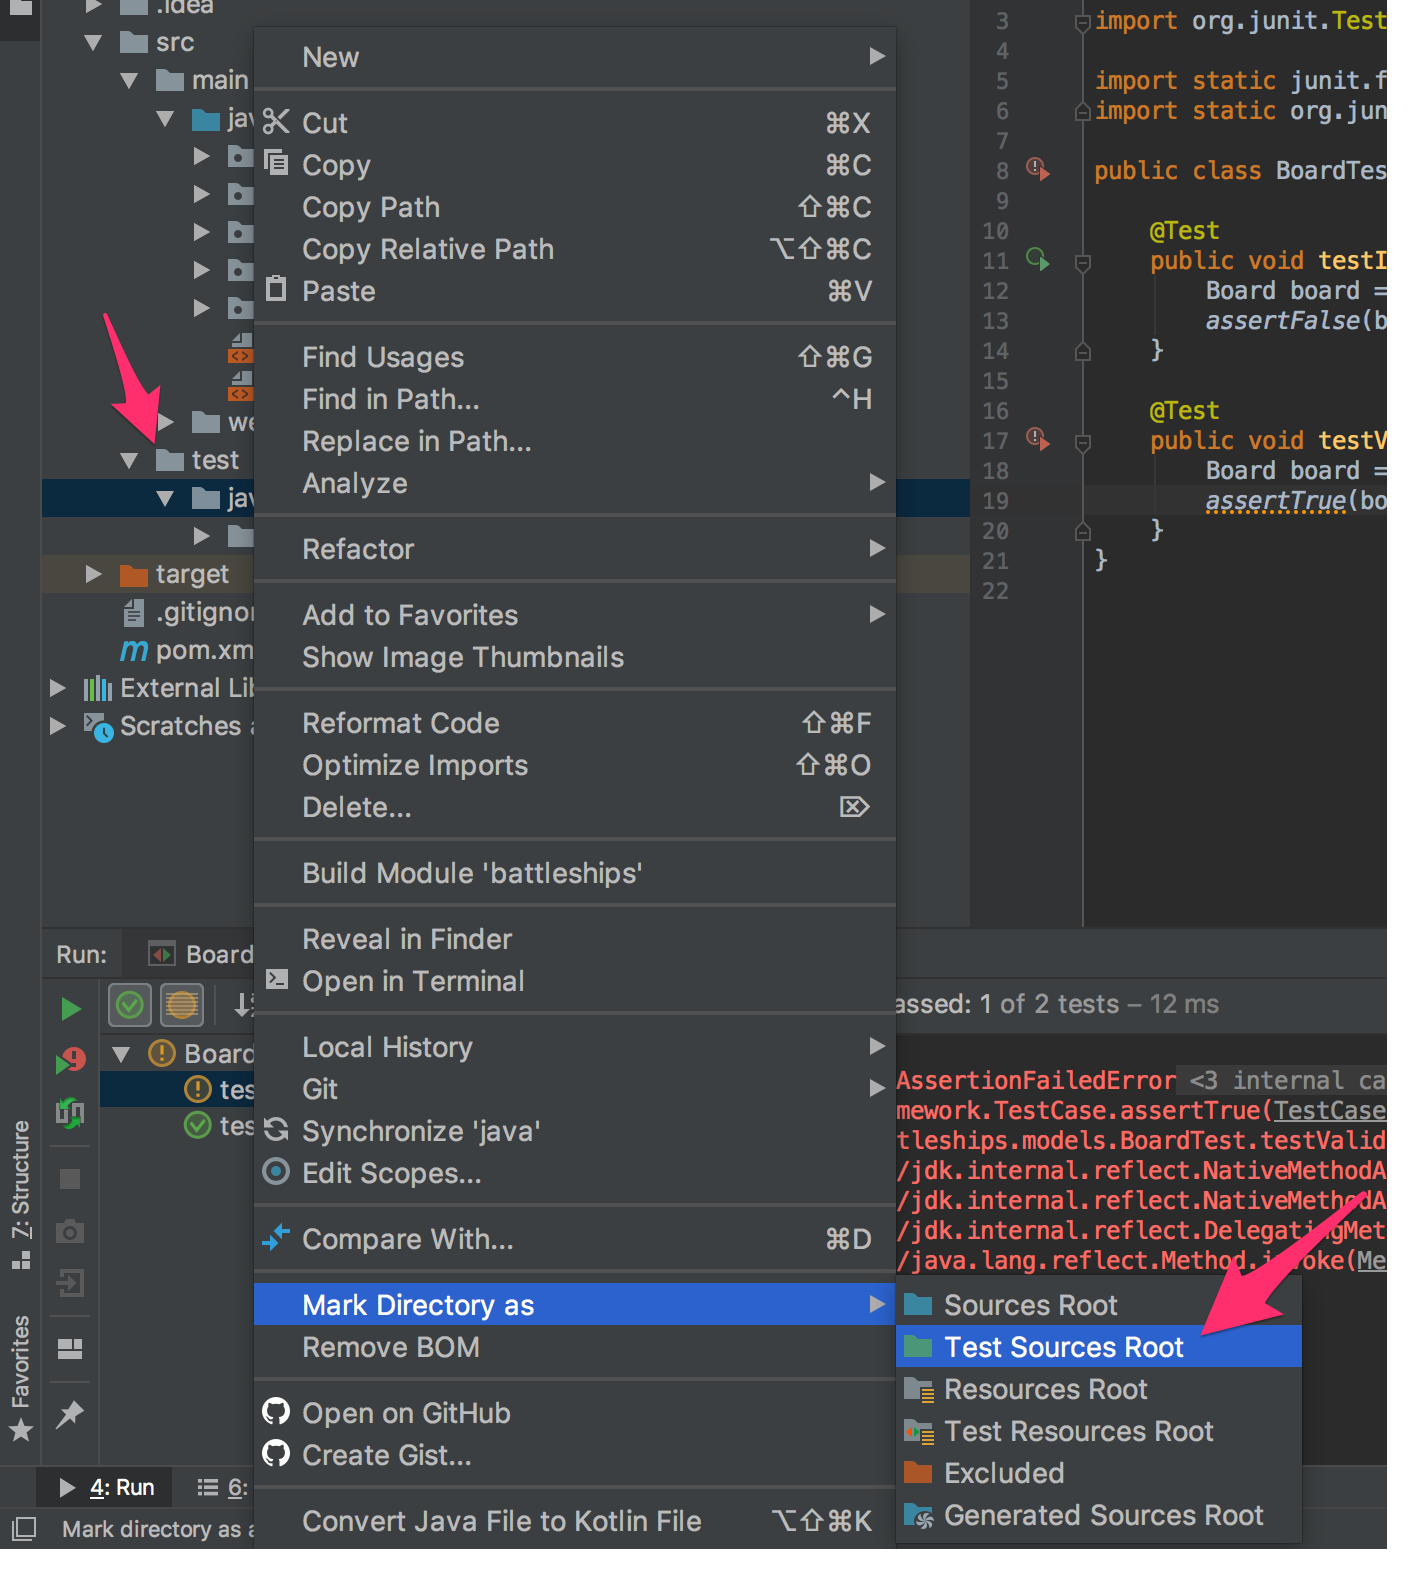 .idea
src
main
jav
we
test
jav
target
.gitignor
pom.xm
External Lib
Scratches a
New
Cut ⌘X
Copy ⌘C
Copy Path ⇧⌘C
Copy Relative Path ⌥⇧⌘C
Paste ⌘V
Find Usages ⇧⌘G
Find in Path... ^H
Replace in Path...
Analyze
Refactor
Add to Favorites
Show Image Thumbnails
Reformat Code ⇧⌘F
Optimize Imports ⇧⌘O
Delete... ⌦
Build Module 'battleships'
Reveal in Finder
Open in Terminal
Local History
Git
Synchronize 'java'
Edit Scopes...
Compare With... ⌘D
Mark Directory as
Remove BOM
Open on GitHub
Create Gist...
Convert Java File to Kotlin File ⌥⇧⌘K
Sources Root
Test Sources Root
Resources Root
Test Resources Root
Excluded
Generated Sources Root
3 import org.junit.Test
4
5 import static junit.f
6 import static org.jun
7
8 public class BoardTes
9
10 @Test
11 public void testI
12 Board board =
13 assertFalse(b
14 }
15
16 @Test
17 public void testV
18 Board board =
19 assertTrue(bo
20 }
21 }
22
Run: Board
assed: 1 of 2 tests – 12 ms
Board
tes
tes
AssertionFailedError <3 internal ca
mework.TestCase.assertTrue(TestCase
tleships.models.BoardTest.testValid
/jdk.internal.reflect.NativeMethodA
/jdk.internal.reflect.NativeMethodA
/jdk.internal.reflect.DelegatingMet
/java.lang.reflect.Method.invoke(Me
Z: Structure
Favorites
4: Run
6:
Mark directory as a